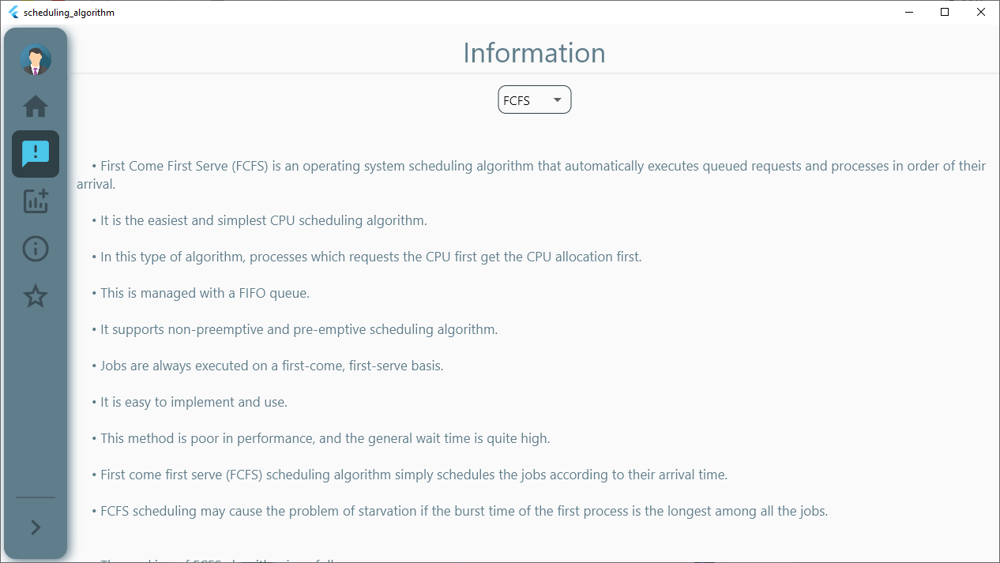 scheduling_algorithm
Information
FCFS
• First Come First Serve (FCFS) is an operating system scheduling algorithm that automatically executes queued requests and processes in order of their
arrival.
• It is the easiest and simplest CPU scheduling algorithm.
• In this type of algorithm, processes which requests the CPU first get the CPU allocation first.
• This is managed with a FIFO queue.
• It supports non-preemptive and pre-emptive scheduling algorithm.
• Jobs are always executed on a first-come, first-serve basis.
• It is easy to implement and use.
• This method is poor in performance, and the general wait time is quite high.
• First come first serve (FCFS) scheduling algorithm simply schedules the jobs according to their arrival time.
• FCFS scheduling may cause the problem of starvation if the burst time of the first process is the longest among all the jobs.